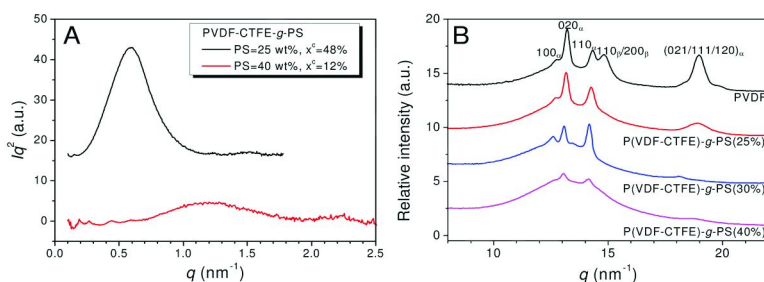 A
PVDF-CTFE-g-PS
PS=25 wt%, xᶜ=48%
PS=40 wt%, xᶜ=12%
Iq² (a.u.)
50
40
30
20
10
0
0.0 0.5 1.0 1.5 2.0 2.5
q (nm⁻¹)
B
020α
100α
110α
110β/200β
(021/111/120)α
PVDF
P(VDF-CTFE)-g-PS(25%)
P(VDF-CTFE)-g-PS(30%)
P(VDF-CTFE)-g-PS(40%)
Relative intensity (a.u.)
20
15
10
5
0
10 15 20
q (nm⁻¹)